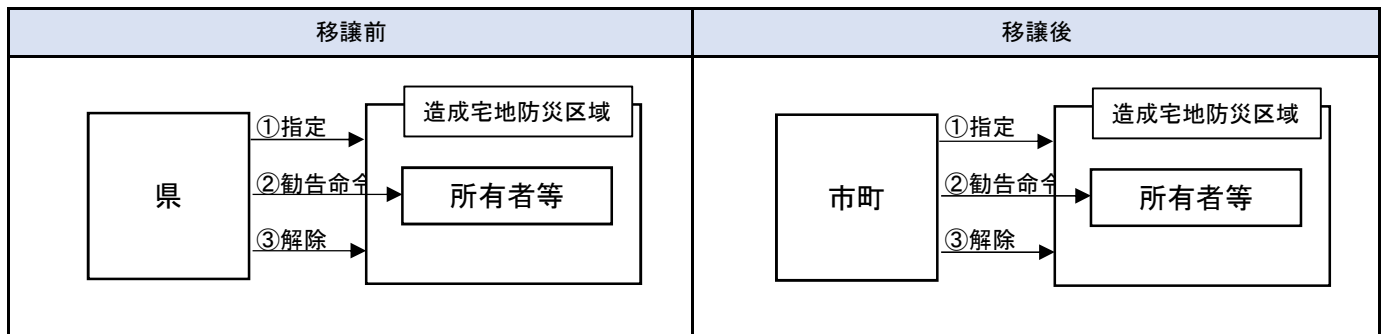 移譲前
移譲後
造成宅地防災区域
①指定
県
②勧告命令
所有者等
③解除
造成宅地防災区域
①指定
市町
②勧告命令
所有者等
③解除